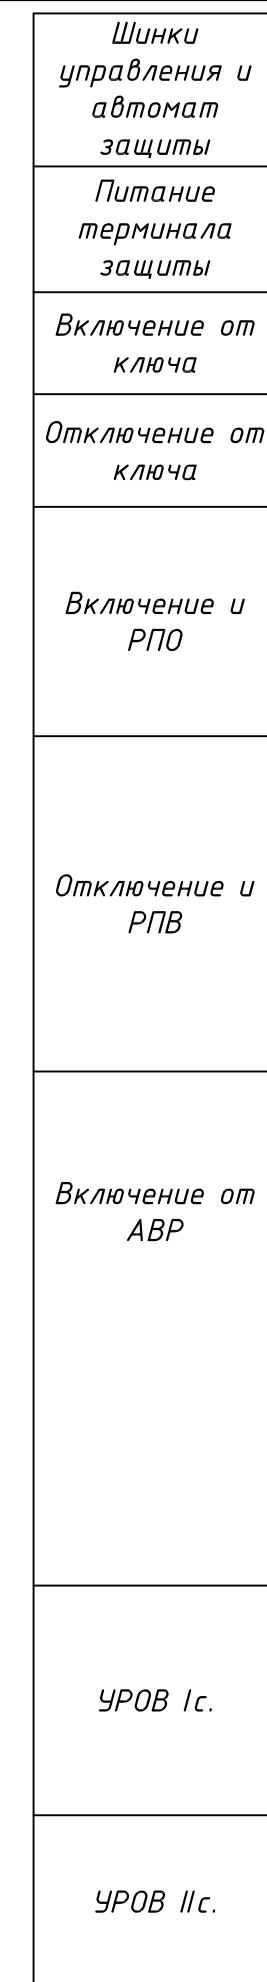 Шинки
управления и
автомат
защиты
Питание
терминала
защиты
Включение от
ключа
Отключение от
ключа
Включение и
РПО
Отключение и
РПВ
Включение от
АВР
УРОВ Iс.
УРОВ IIс.